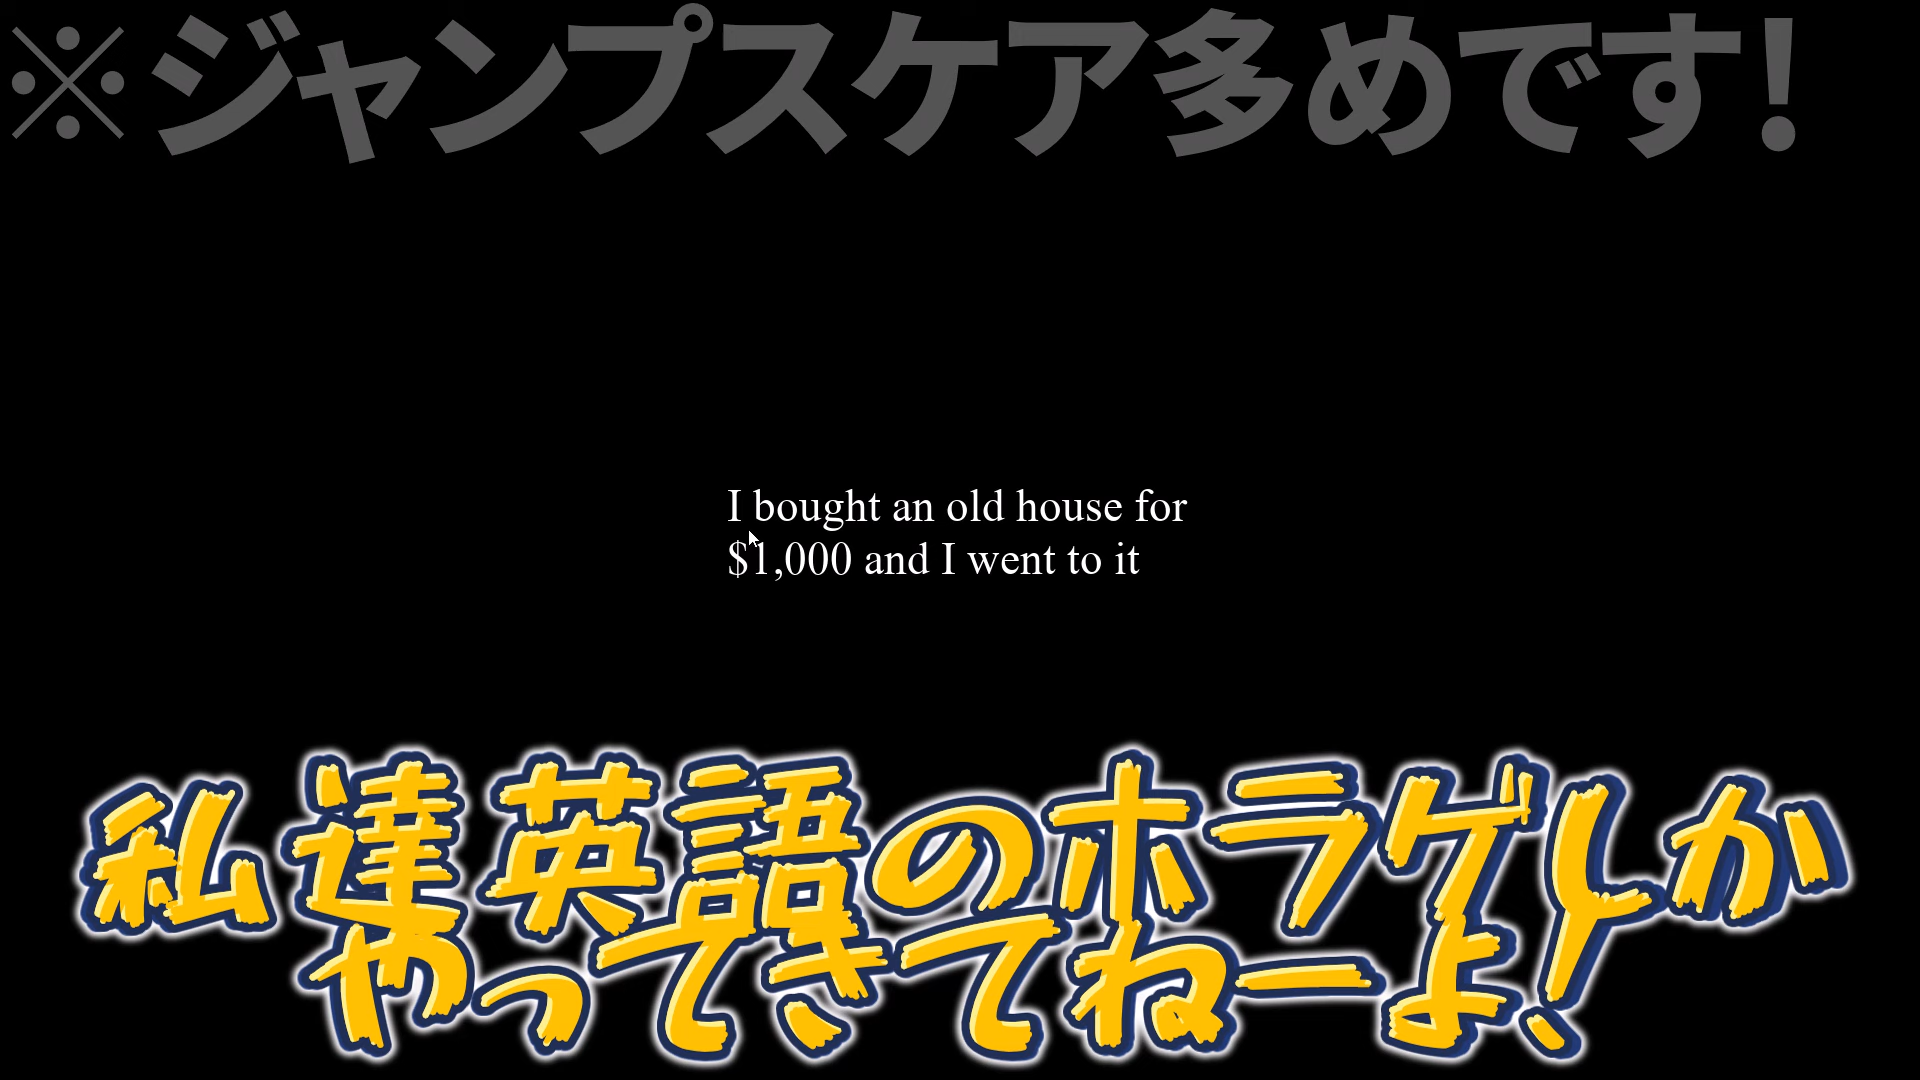 ※ジャンプスケア多めです!
I bought an old house for
$1,000 and I went to it
私達英語のホラゲしか
やってきてねーよ!